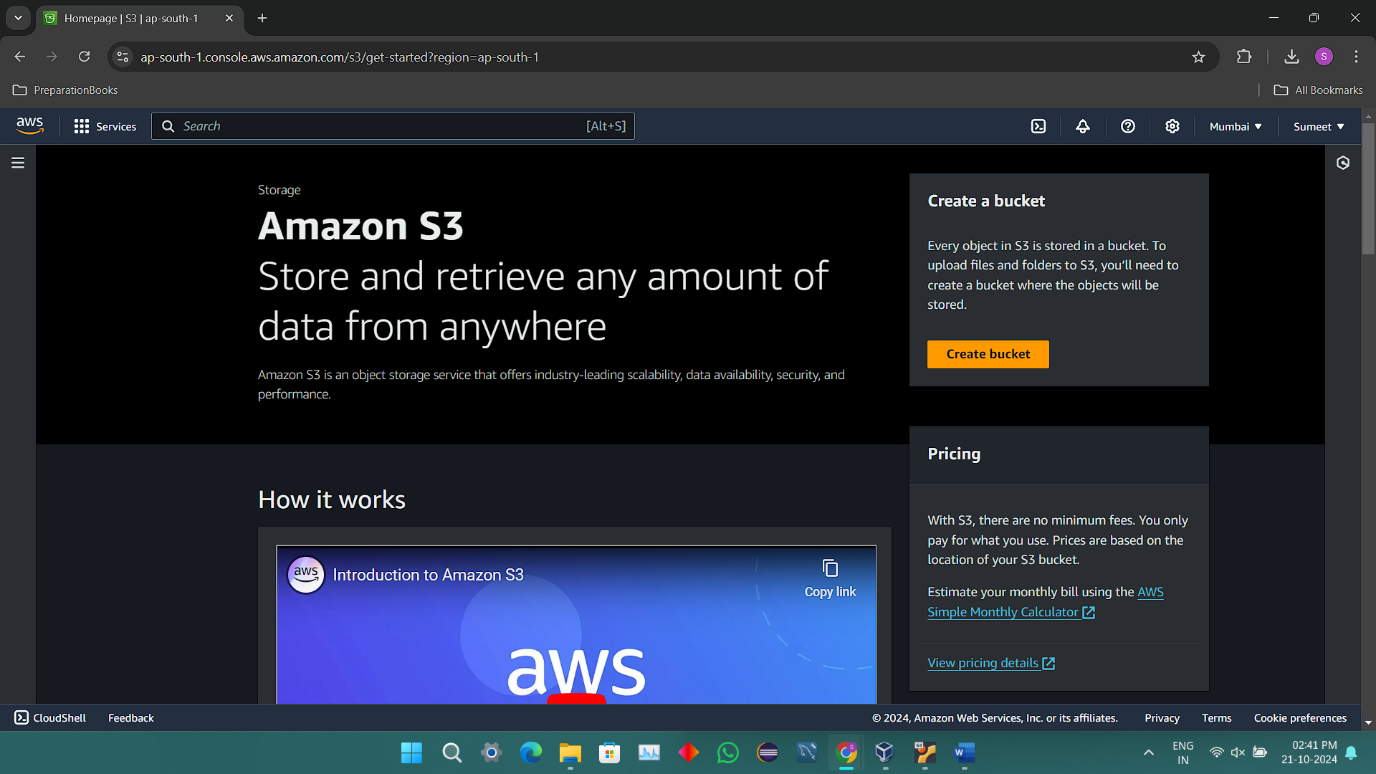 Homepage | S3 | ap-south-1
ap-south-1.console.aws.amazon.com/s3/get-started?region=ap-south-1
S
PreparationBooks
All Bookmarks
aws
Services
Search
[Alt+S]
Mumbai
Sumeet
Storage
Amazon S3
Store and retrieve any amount of
data from anywhere
Amazon S3 is an object storage service that offers industry-leading scalability, data availability, security, and
performance.
Create a bucket
Every object in S3 is stored in a bucket. To
upload files and folders to S3, you'll need to
create a bucket where the objects will be
stored.
Create bucket
How it works
aws
Introduction to Amazon S3
Copy link
aws
Pricing
With S3, there are no minimum fees. You only
pay for what you use. Prices are based on the
location of your S3 bucket.
Estimate your monthly bill using the AWS
Simple Monthly Calculator
View pricing details
CloudShell
Feedback
© 2024, Amazon Web Services, Inc. or its affiliates.
Privacy
Terms
Cookie preferences
W
ENG
IN
02:41 PM
21-10-2024